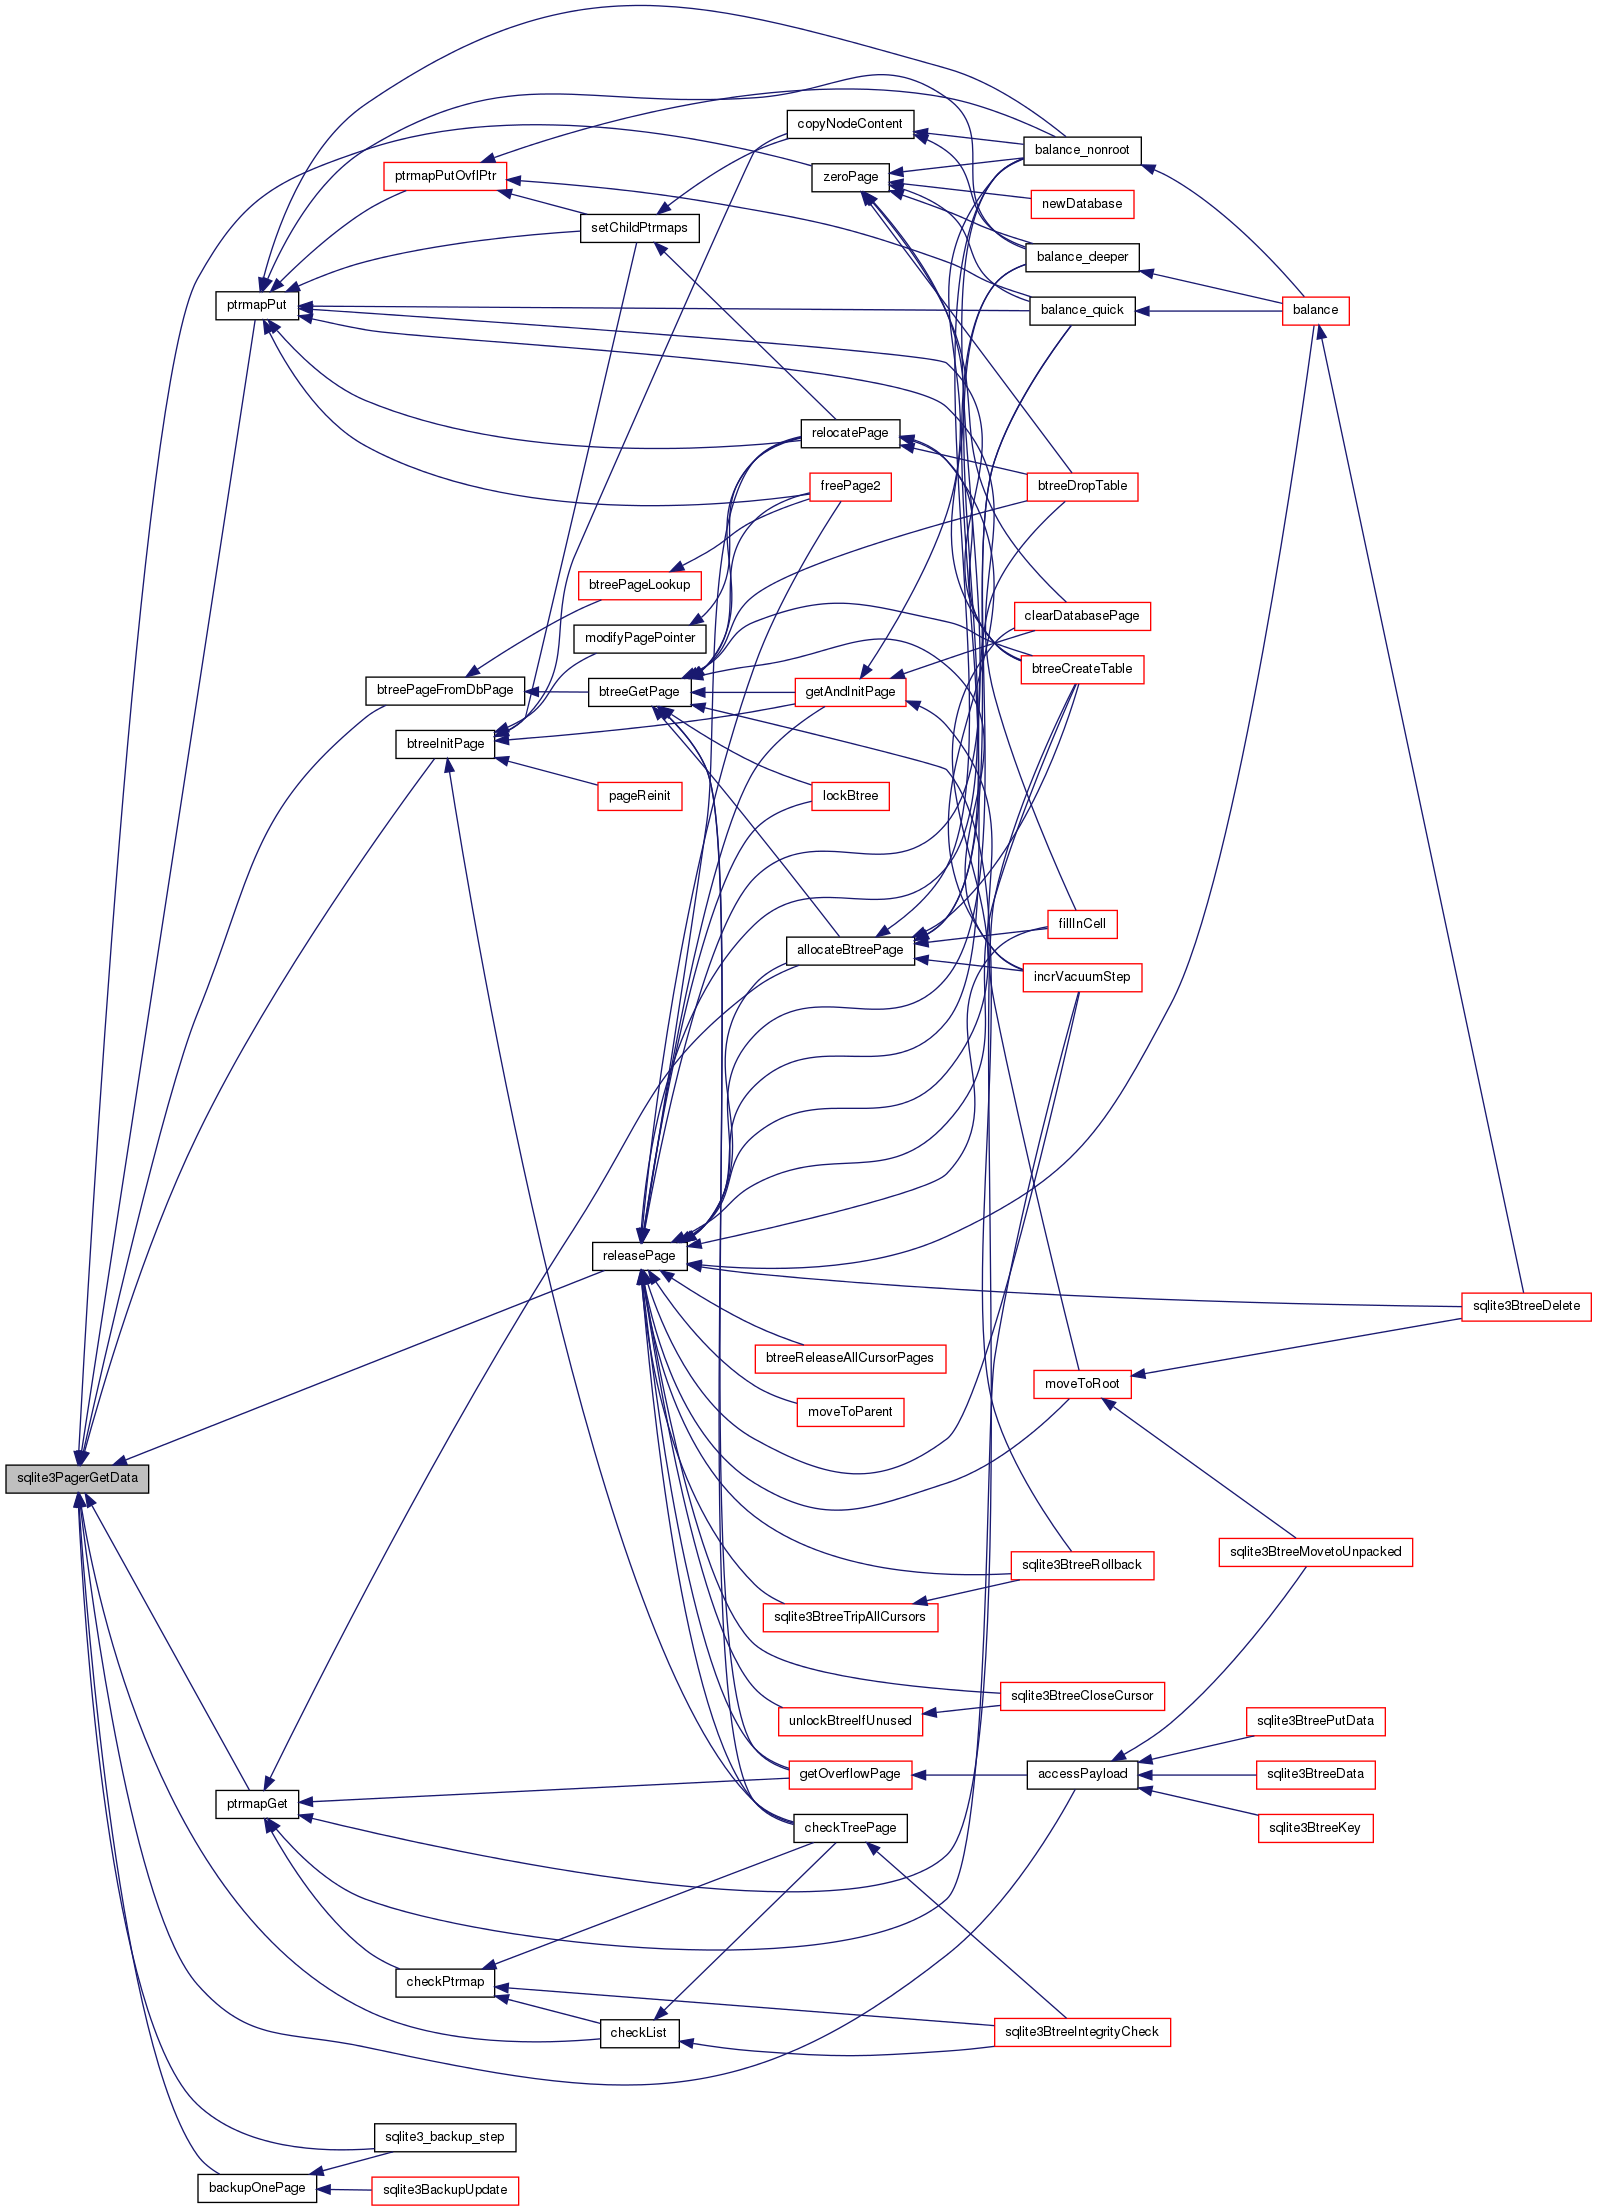 copyNodeContent
balance_nonroot
ptrmapPutOvflPtr
zeroPage
newDatabase
setChildPtrmaps
balance_deeper
ptrmapPut
balance_quick
balance
relocatePage
freePage2
btreeDropTable
btreePageLookup
clearDatabasePage
modifyPagePointer
btreeCreateTable
btreePageFromDbPage
btreeGetPage
getAndInitPage
btreeInitPage
pageReinit
lockBtree
fillInCell
allocateBtreePage
incrVacuumStep
releasePage
sqlite3BtreeDelete
btreeReleaseAllCursorPages
moveToRoot
moveToParent
sqlite3PagerGetData
sqlite3BtreeMovetoUnpacked
sqlite3BtreeRollback
sqlite3BtreeTripAllCursors
sqlite3BtreeCloseCursor
unlockBtreeIfUnused
sqlite3BtreePutData
getOverflowPage
accessPayload
sqlite3BtreeData
ptrmapGet
checkTreePage
sqlite3BtreeKey
checkPtrmap
checkList
sqlite3BtreeIntegrityCheck
sqlite3_backup_step
backupOnePage
sqlite3BackupUpdate